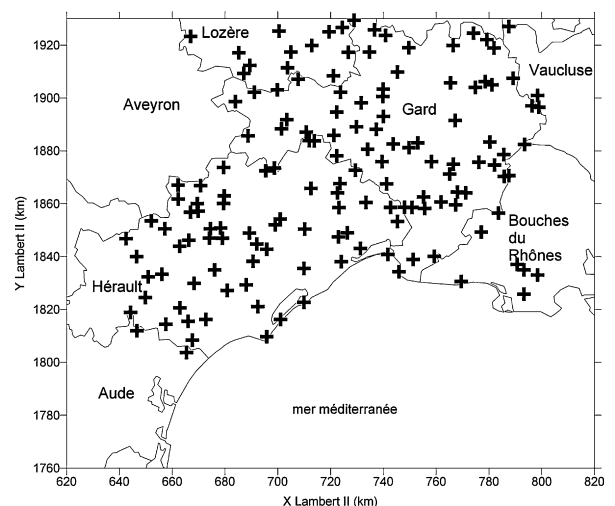 1920
1900
1880
1860
1840
1820
1800
1780
1760
Y Lambert II (km)
Lozère
Vaucluse
Aveyron
Gard
Bouches
du
Rhônes
Hérault
Aude
mer méditerranée
620 640 660 680 700 720 740 760 780 800 820
X Lambert II (km)